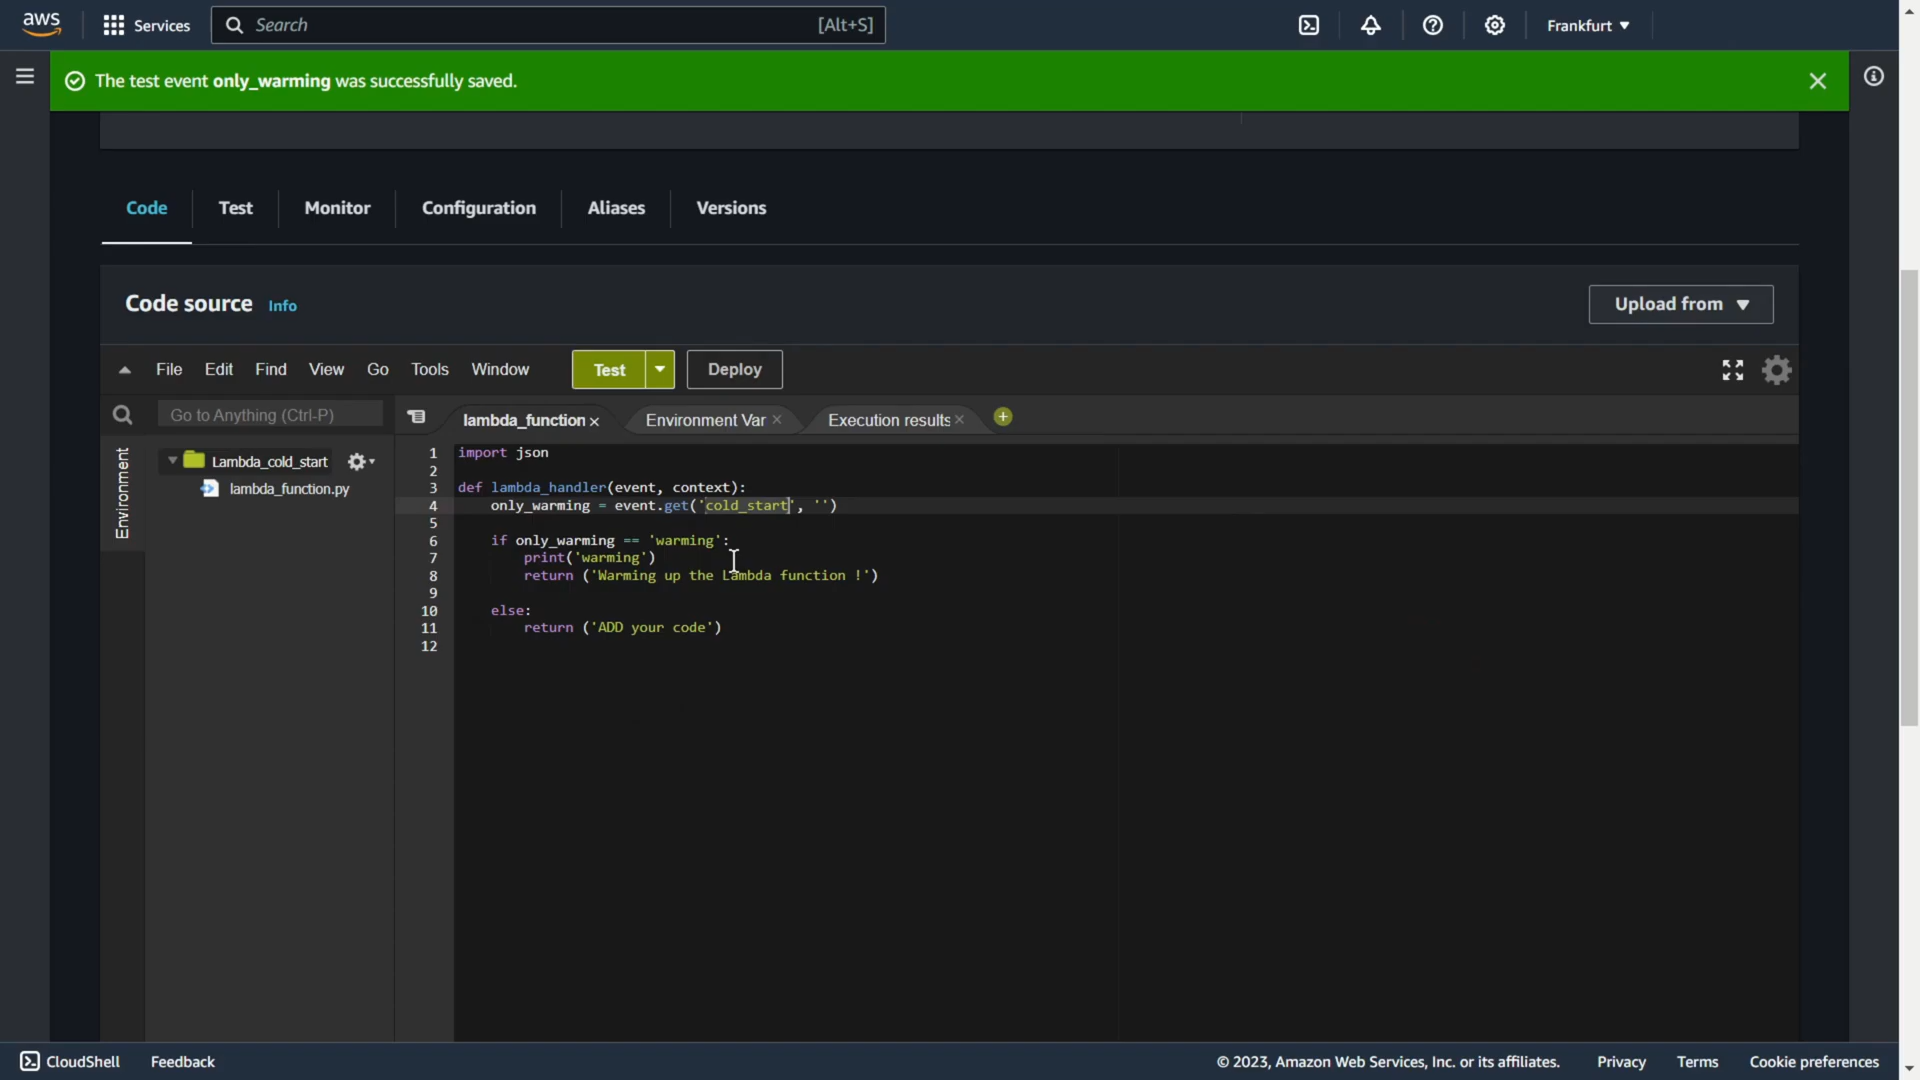 aws Services Search [Alt+S] Frankfurt
The test event only_warming was successfully saved.
Code Test Monitor Configuration Aliases Versions
Code source Info Upload from
File Edit Find View Go Tools Window Test Deploy
Go to Anything (Ctrl-P) lambda_function Environment Var Execution results
Environment
Lambda_cold_start
lambda_function.py
1 import json
2
3 def lambda_handler(event, context):
4 only_warming = event.get('cold_start', '')
5
6 if only_warming == 'warming':
7 print('warming')
8 return ('Warming up the Lambda function !')
9
10 else:
11 return ('ADD your code')
12
CloudShell Feedback © 2023, Amazon Web Services, Inc. or its affiliates. Privacy Terms Cookie preferences